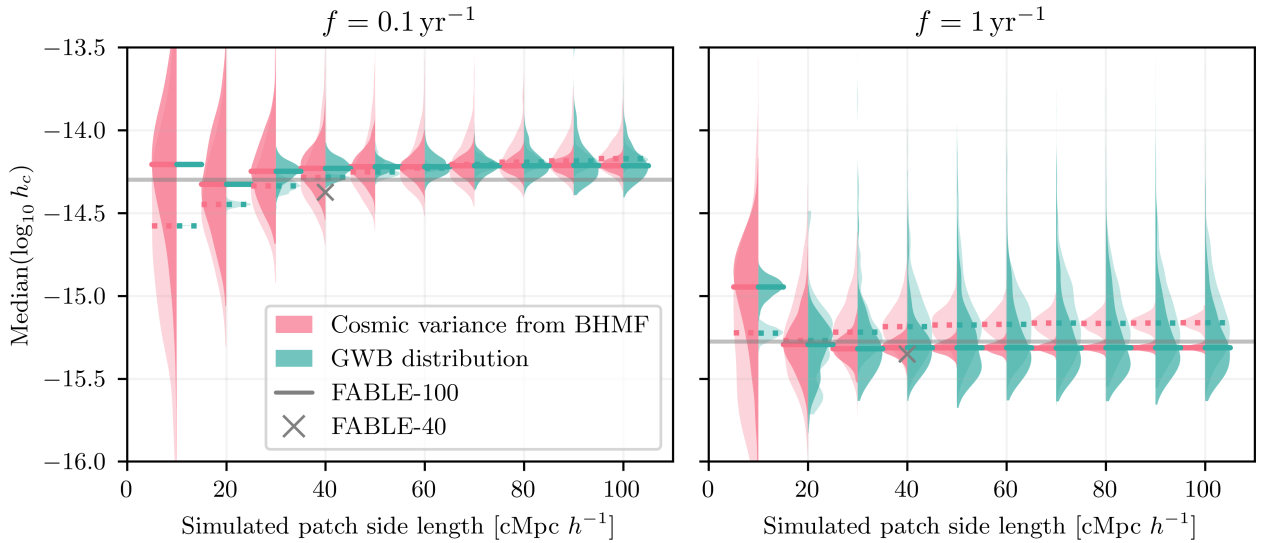 f = 0.1 yr⁻¹
f = 1 yr⁻¹
Median(log₁₀ h_c)
−13.5
−14.0
−14.5
−15.0
−15.5
−16.0
Cosmic variance from BHMF
GWB distribution
FABLE-100
FABLE-40
0 20 40 60 80 100
0 20 40 60 80 100
Simulated patch side length [cMpc h⁻¹]
Simulated patch side length [cMpc h⁻¹]